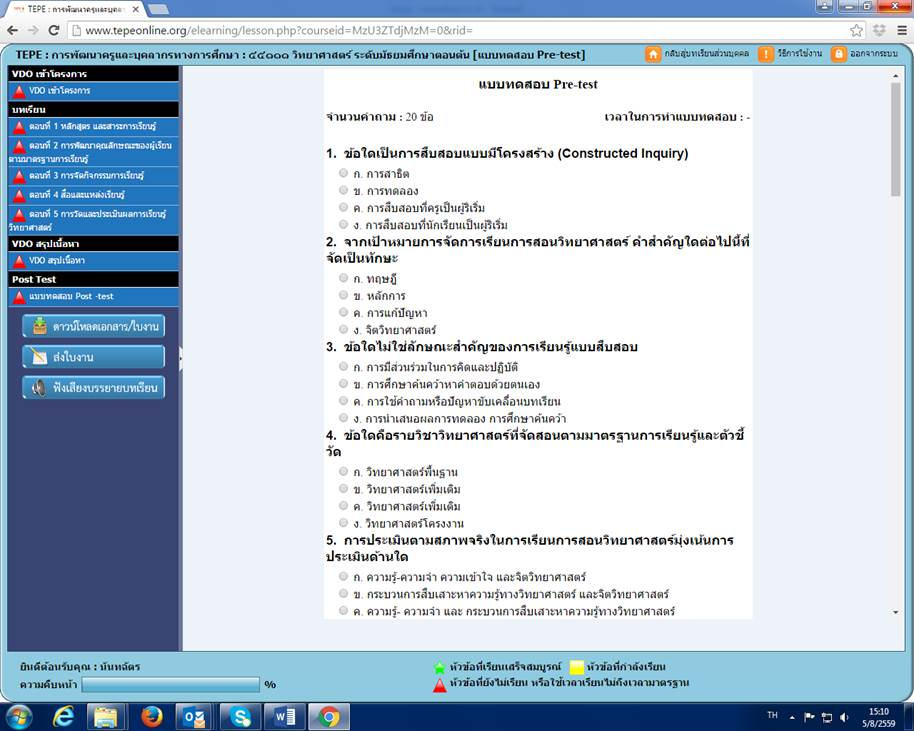 TEPE : การพัฒนาครูและบุคล
www.tepeonline.org/elearning/lesson.php?courseid=MzU3ZTdjMzM=0&rid=
TEPE : การพัฒนาครูและบุคลากรทางการศึกษา : ๕๕๑๐๑ วิทยาศาสตร์ ระดับมัธยมศึกษาตอนต้น [แบบทดสอบ Pre-test]
กลับสู่บทเรียนส่วนบุคคล
วิธีการใช้งาน
ออกจากระบบ
VDO เข้าโครงการ
VDO เข้าโครงการ
บทเรียน
ตอนที่ 1 หลักสูตร และสาระการเรียนรู้
ตอนที่ 2 การพัฒนาคุณลักษณะของผู้เรียน
ตามมาตรฐานการเรียนรู้
ตอนที่ 3 การจัดกิจกรรมการเรียนรู้
ตอนที่ 4 สื่อและแหล่งเรียนรู้
ตอนที่ 5 การวัดและประเมินผลการเรียนรู้
วิทยาศาสตร์
VDO สรุปเนื้อหา
VDO สรุปเนื้อหา
Post Test
แบบทดสอบ Post -test
ดาวน์โหลดเอกสาร/ใบงาน
ส่งใบงาน
ฟังเสียงบรรยายบทเรียน
แบบทดสอบ Pre-test
จำนวนคำถาม : 20 ข้อ
เวลาในการทำแบบทดสอบ : -
1. ข้อใดเป็นการสืบสอบแบบมีโครงสร้าง (Constructed Inquiry)
ก. การสาธิต
ข. การทดลอง
ค. การสืบสอบที่ครูเป็นผู้ริเริ่ม
ง. การสืบสอบที่นักเรียนเป็นผู้ริเริ่ม
2. จากเป้าหมายการจัดการเรียนการสอนวิทยาศาสตร์ คำสำคัญใดต่อไปนี้ที่
จัดเป็นทักษะ
ก. ทฤษฎี
ข. หลักการ
ค. การแก้ปัญหา
ง. จิตวิทยาศาสตร์
3. ข้อใดไม่ใช่ลักษณะสำคัญของการเรียนรู้แบบสืบสอบ
ก. การมีส่วนร่วมในการคิดและปฏิบัติ
ข. การศึกษาค้นคว้าหาคำตอบด้วยตนเอง
ค. การใช้คำถามหรือปัญหาขับเคลื่อนบทเรียน
ง. การนำเสนอผลการทดลอง การศึกษาค้นคว้า
4. ข้อใดคือรายวิชาวิทยาศาสตร์ที่จัดสอนตามมาตรฐานการเรียนรู้และตัวชี้
วัด
ก. วิทยาศาสตร์พื้นฐาน
ข. วิทยาศาสตร์เพิ่มเติม
ค. วิทยาศาสตร์เพิ่มเติม
ง. วิทยาศาสตร์โครงงาน
5. การประเมินตามสภาพจริงในการเรียนการสอนวิทยาศาสตร์มุ่งเน้นการ
ประเมินด้านใด
ก. ความรู้-ความจำ ความเข้าใจ และจิตวิทยาศาสตร์
ข. กระบวนการสืบเสาะหาความรู้ทางวิทยาศาสตร์ และจิตวิทยาศาสตร์
ค. ความรู้- ความจำ และ กระบวนการสืบเสาะหาความรู้ทางวิทยาศาสตร์
ยินดีต้อนรับคุณ : นันทฉัตร
ความคืบหน้า %
หัวข้อที่เรียนเสร็จสมบูรณ์
หัวข้อที่กำลังเรียน
หัวข้อที่ยังไม่เรียน หรือใช้เวลาเรียนไม่ถึงเวลามาตรฐาน
TH
15:10
5/8/2559